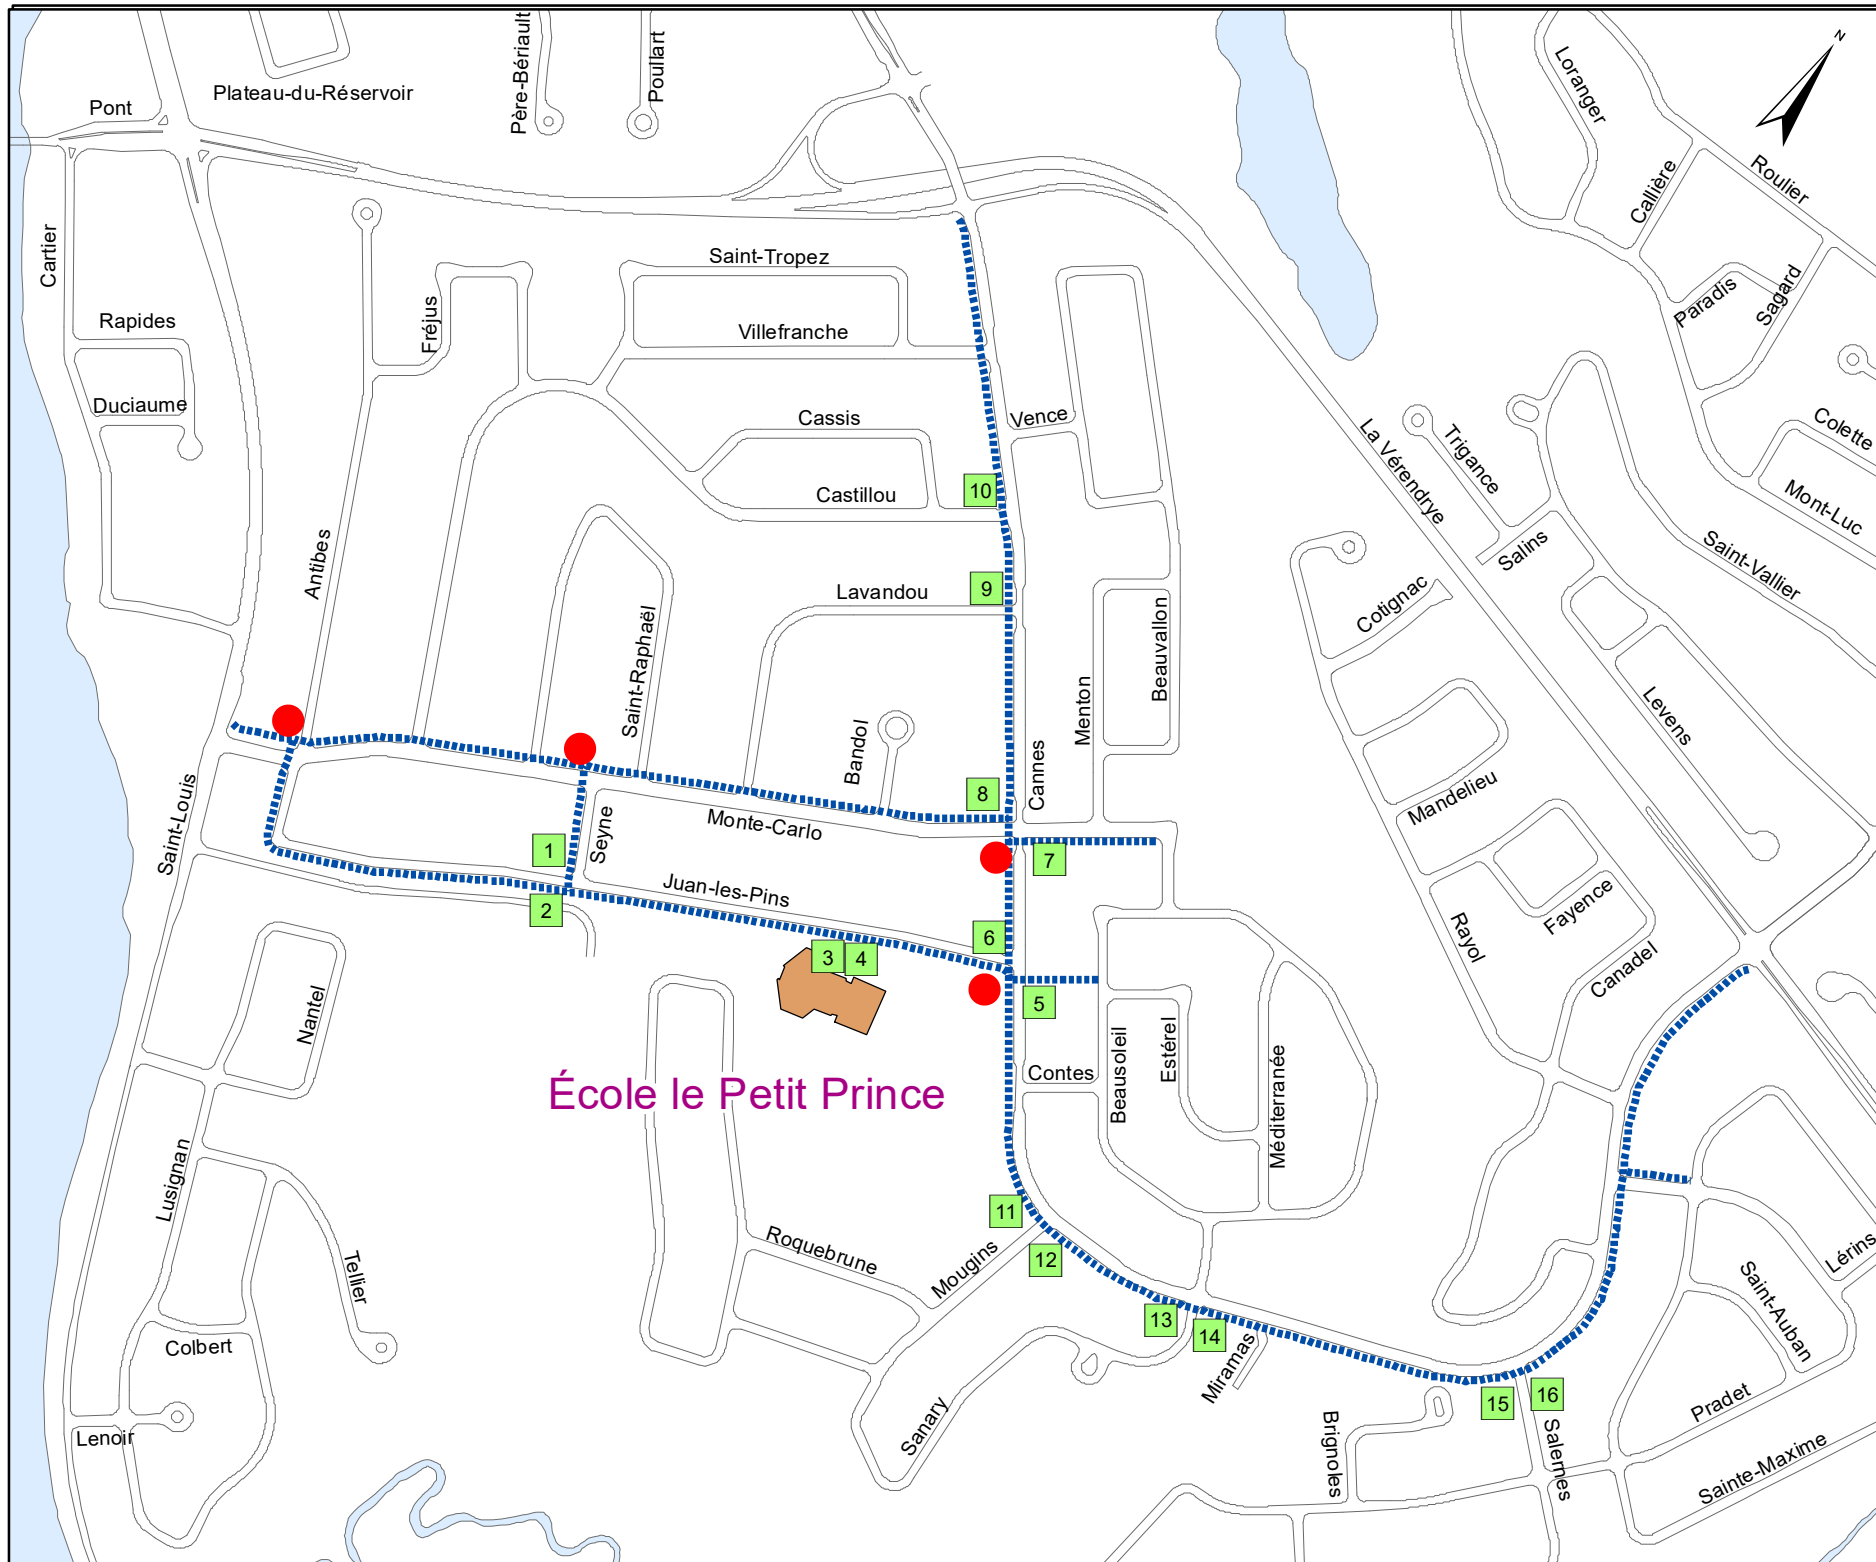 Père-Bériault
Poullart
N
Plateau-du-Réservoir
Pont
Loranger
Callière
Roulier
Cartier
Saint-Tropez
Paradis
Sagard
Rapides
Fréjus
Villefranche
Duciaume
Cassis
Vence
Colette
La Vérendrye
Trigance
10
Castillou
Mont-Luc
Antibes
Salins
Saint-Vallier
9
Lavandou
Cotignac
Saint-Raphaël
Beauvallon
Menton
Levens
Bandol
Cannes
8
Mandelieu
Saint-Louis
Monte-Carlo
Seyne
1
7
Juan-les-Pins
2
Fayence
6
Rayol
3
4
Canadel
5
Nantel
Contes
Beausoleil
Estérel
Méditerranée
École le Petit Prince
Lusignan
11
Roquebrune
Mougins
12
Lérins
Tellier
Saint-Auban
13
14
Colbert
Miramas
15
16
Pradet
Sanary
Brignoles
Salernes
Lenoir
Sainte-Maxime